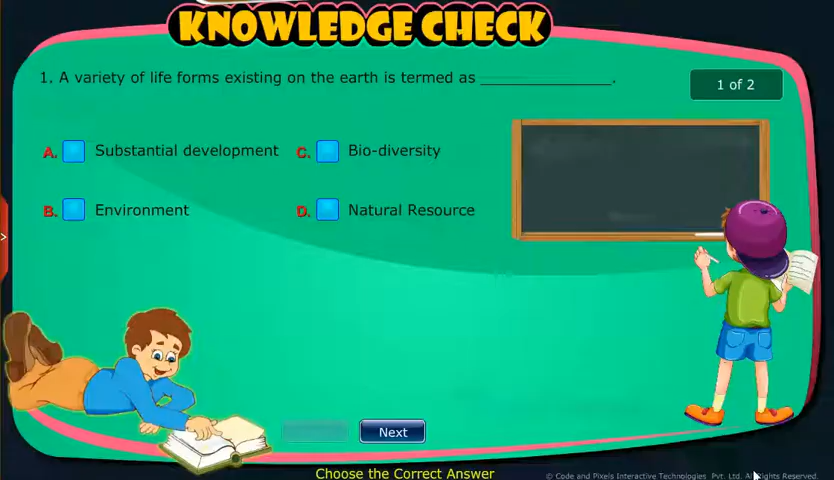 KNOWLEDGE CHECK
1. A variety of life forms existing on the earth is termed as _______________.
1 of 2
A. Substantial development
C. Bio-diversity
B. Environment
D. Natural Resource
Next
Choose the Correct Answer
© Code and Pixels Interactive Technologies Pvt. Ltd. All Rights Reserved.